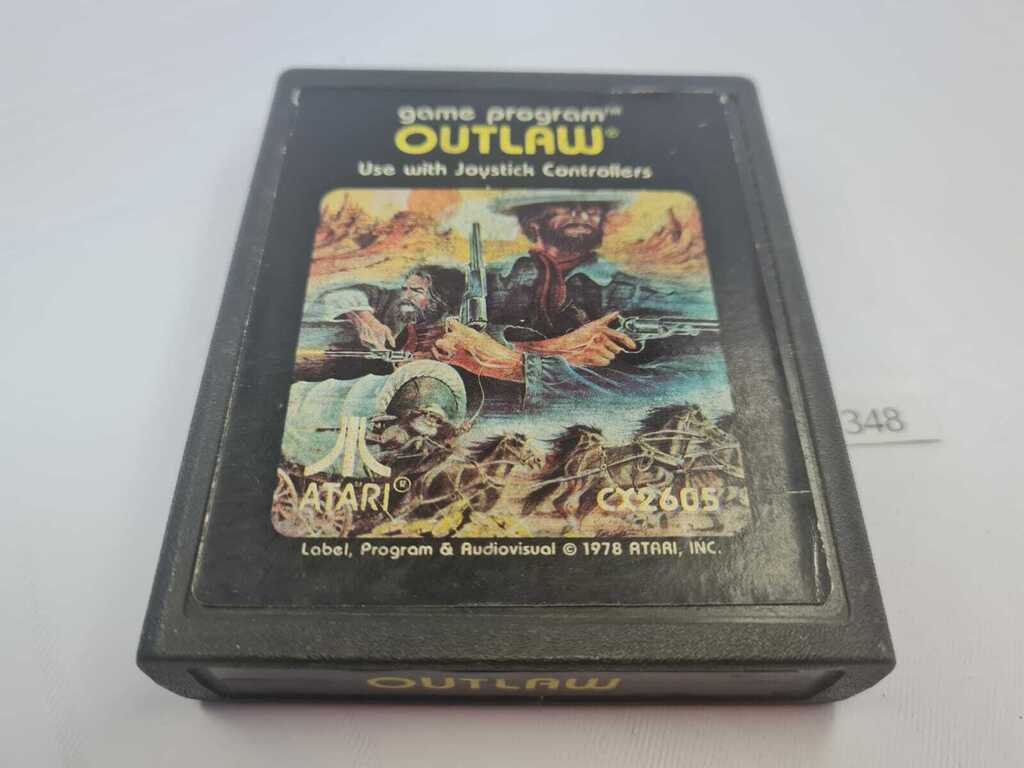 game program™
OUTLAW®
Use with Joystick Controllers
ATARI®
CX2605
Label, Program & Audiovisual © 1978 ATARI, INC.
OUTLAW
348